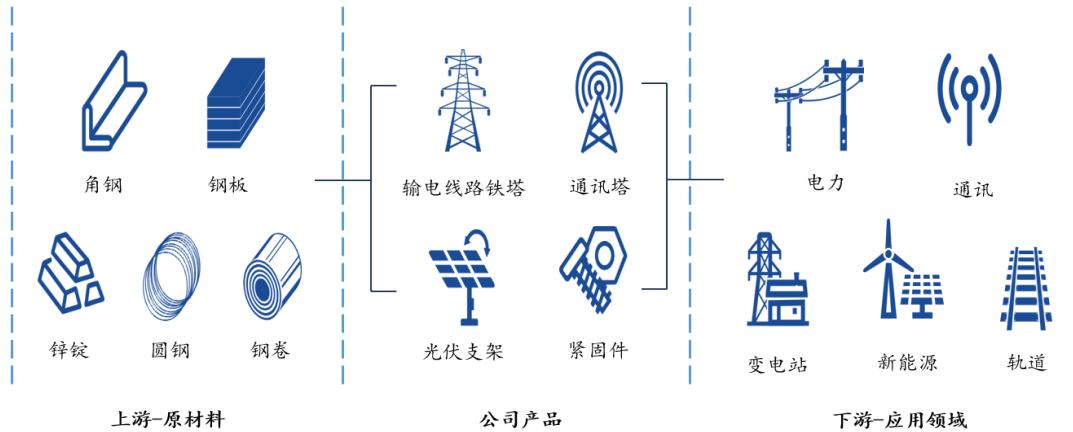 角钢
钢板
锌锭
圆钢
钢卷
上游-原材料
输电线路铁塔
通讯塔
光伏支架
紧固件
公司产品
电力
通讯
变电站
新能源
轨道
下游-应用领域